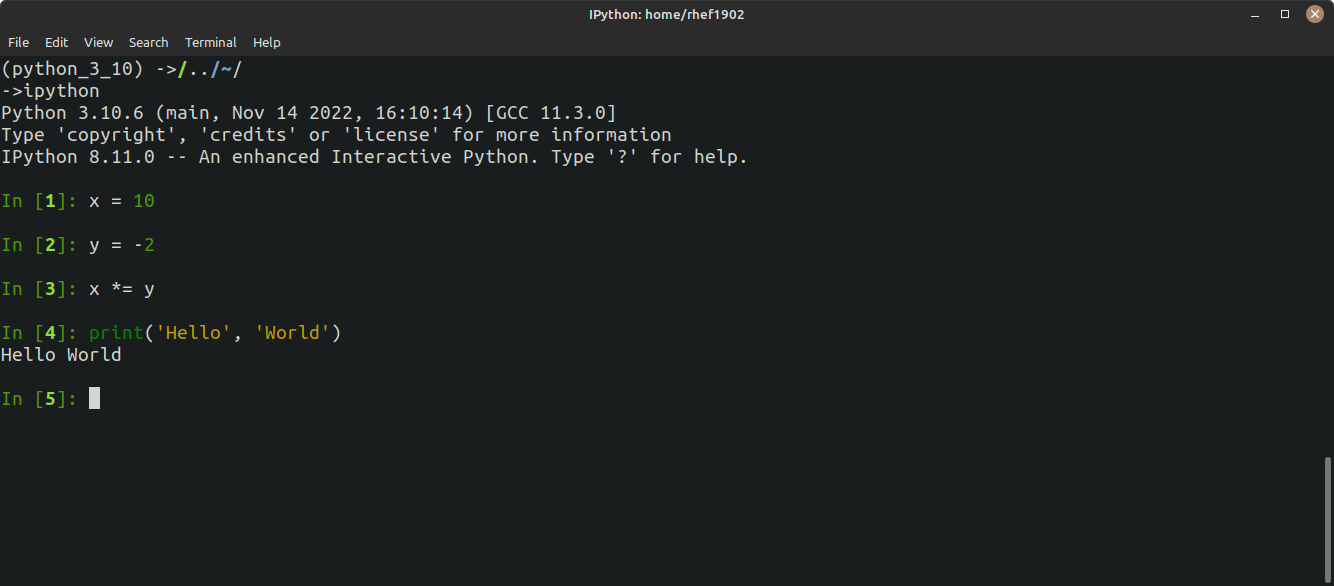 IPython: home/rhef1902
File Edit View Search Terminal Help
(python_3_10) ->/../~/
->ipython
Python 3.10.6 (main, Nov 14 2022, 16:10:14) [GCC 11.3.0]
Type 'copyright', 'credits' or 'license' for more information
IPython 8.11.0 -- An enhanced Interactive Python. Type '?' for help.
In [1]: x = 10
In [2]: y = -2
In [3]: x *= y
In [4]: print('Hello', 'World')
Hello World
In [5]: